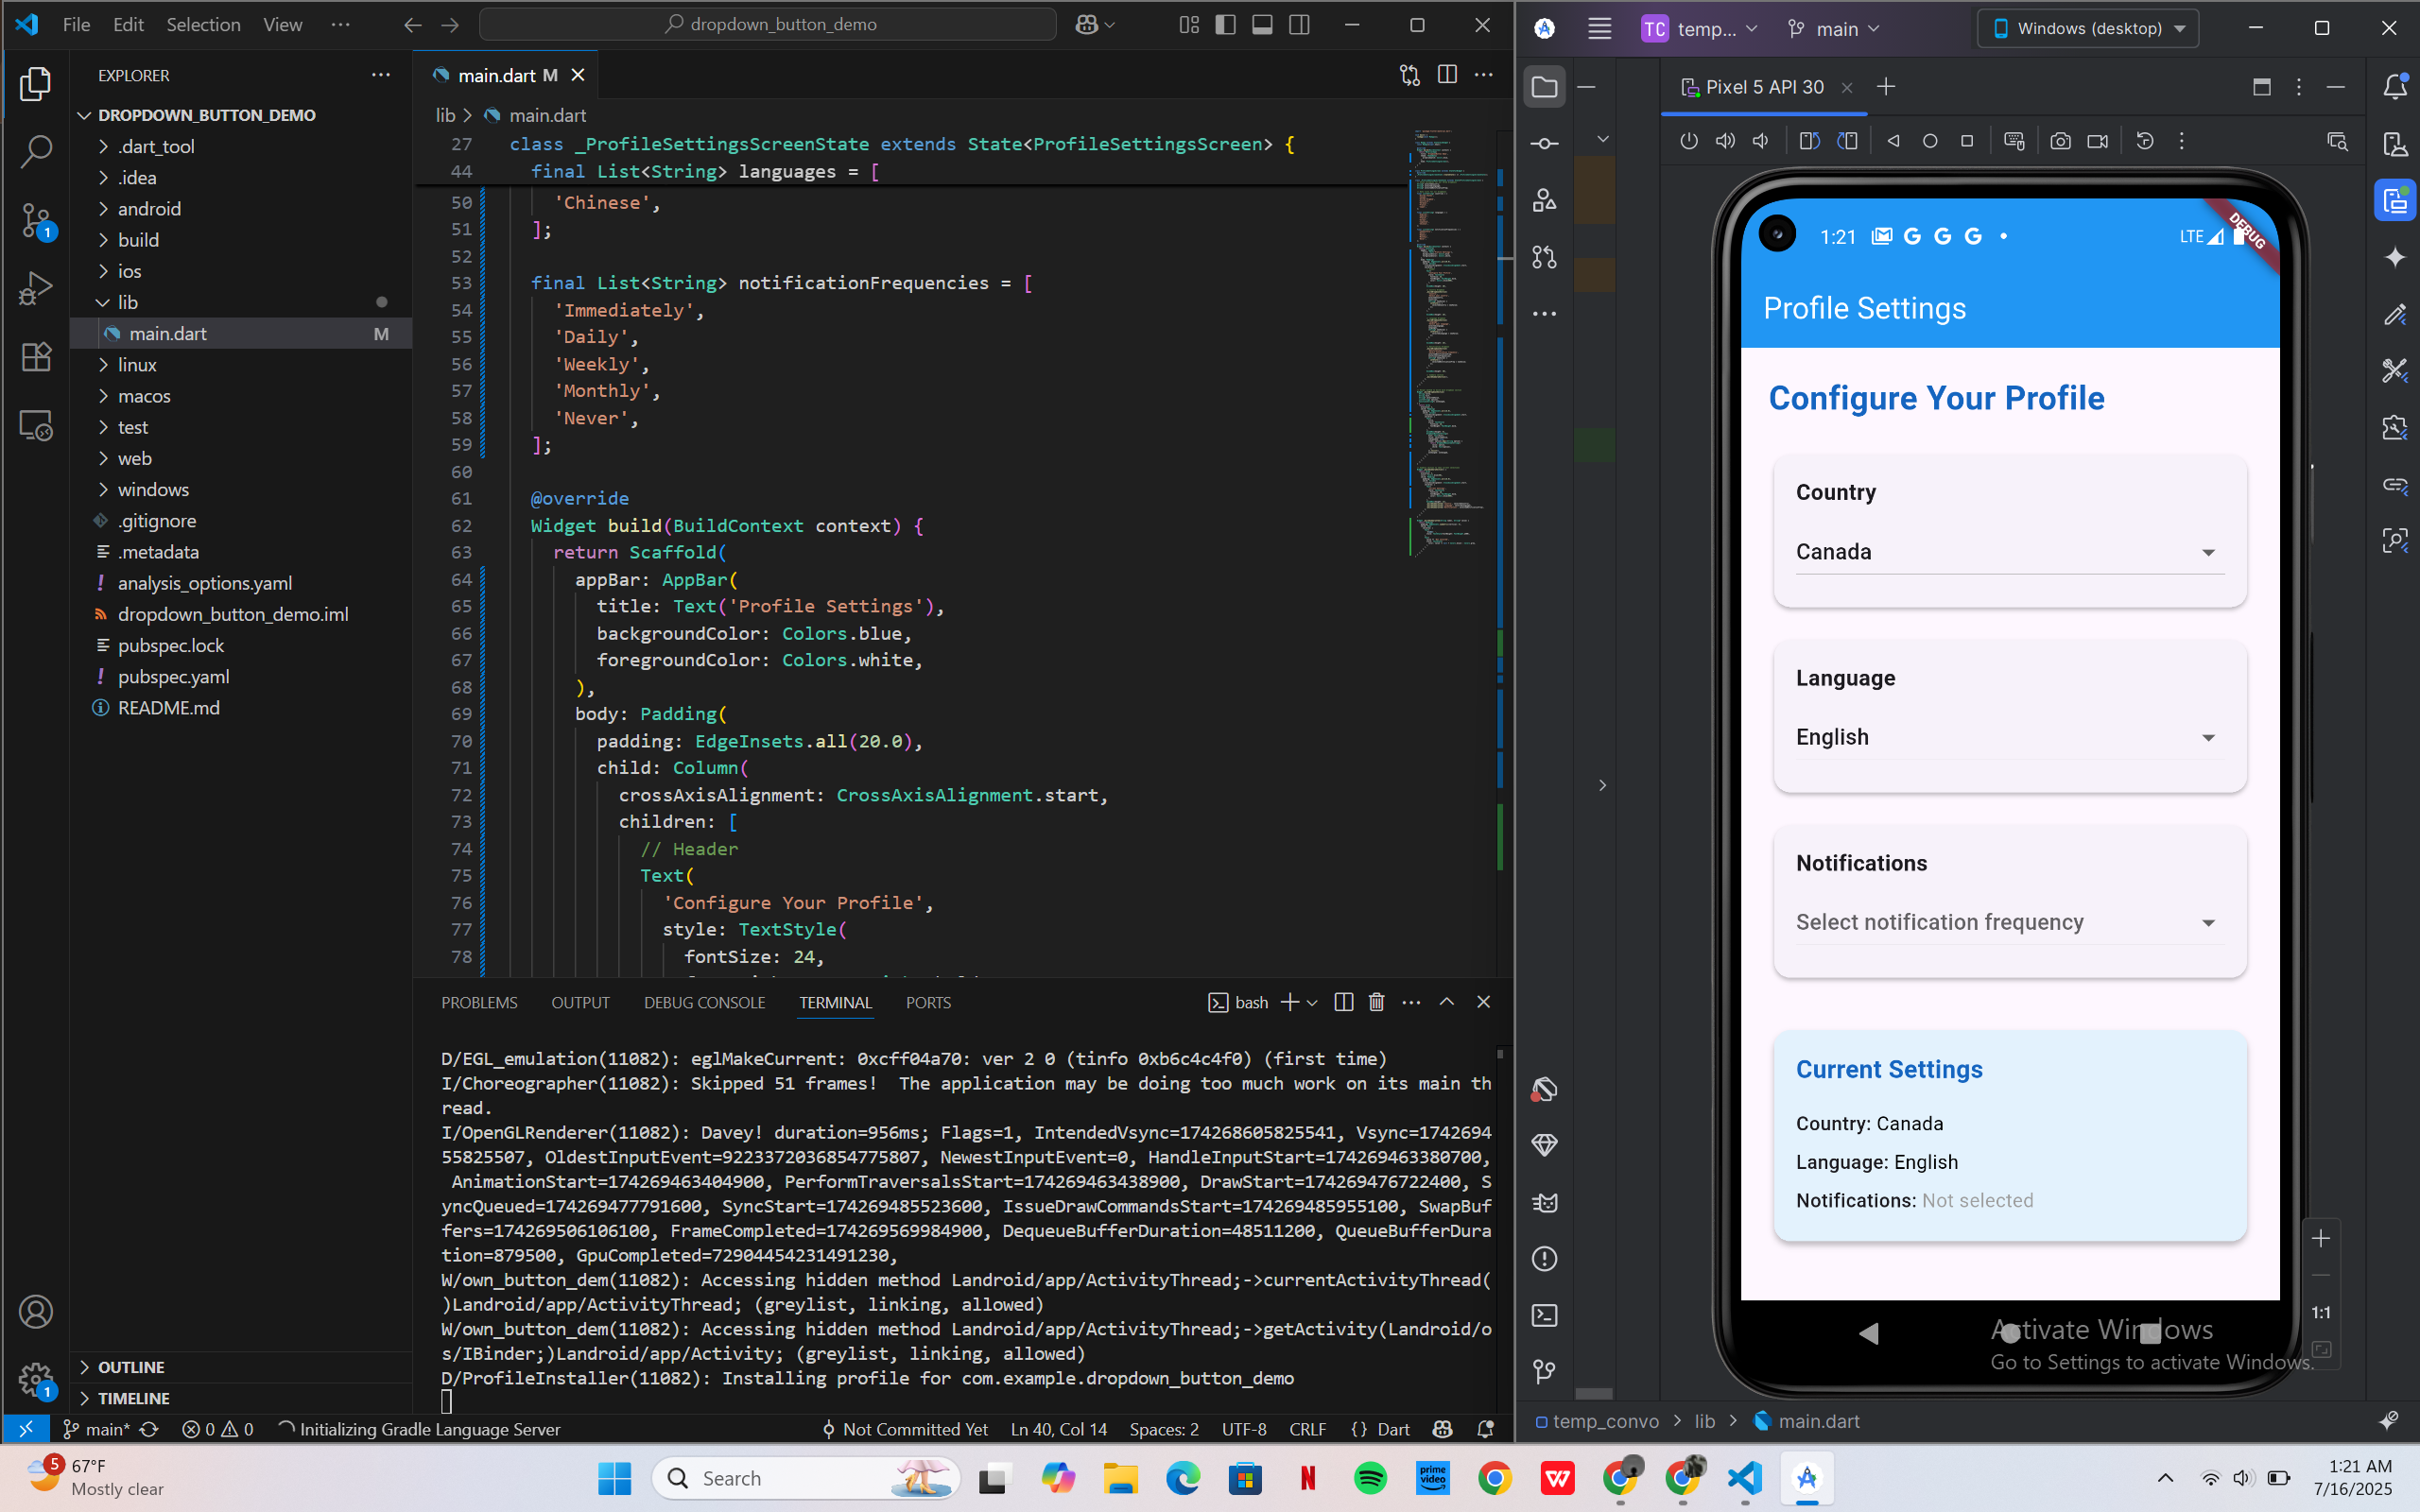 File Edit Selection View
dropdown_button_demo
EXPLORER
DROPDOWN_BUTTON_DEMO
.dart_tool
.idea
android
build
ios
lib
main.dart M
linux
macos
test
web
windows
.gitignore
.metadata
analysis_options.yaml
dropdown_button_demo.iml
pubspec.lock
pubspec.yaml
README.md
OUTLINE
TIMELINE
1
1
main.dart M
lib > main.dart
27 class _ProfileSettingsScreenState extends State<ProfileSettingsScreen> {
44 final List<String> languages = [
50 'Chinese',
51 ];
52
53 final List<String> notificationFrequencies = [
54 'Immediately',
55 'Daily',
56 'Weekly',
57 'Monthly',
58 'Never',
59 ];
60
61 @override
62 Widget build(BuildContext context) {
63 return Scaffold(
64 appBar: AppBar(
65 title: Text('Profile Settings'),
66 backgroundColor: Colors.blue,
67 foregroundColor: Colors.white,
68 ),
69 body: Padding(
70 padding: EdgeInsets.all(20.0),
71 child: Column(
72 crossAxisAlignment: CrossAxisAlignment.start,
73 children: [
74 // Header
75 Text(
76 'Configure Your Profile',
77 style: TextStyle(
78 fontSize: 24,
PROBLEMS OUTPUT DEBUG CONSOLE TERMINAL PORTS
bash
D/EGL_emulation(11082): eglMakeCurrent: 0xcff04a70: ver 2 0 (tinfo 0xb6c4c4f0) (first time)
I/Choreographer(11082): Skipped 51 frames!  The application may be doing too much work on its main th
read.
I/OpenGLRenderer(11082): Davey! duration=956ms; Flags=1, IntendedVsync=174268605825541, Vsync=1742694
55825507, OldestInputEvent=9223372036854775807, NewestInputEvent=0, HandleInputStart=174269463380700,
AnimationStart=174269463404900, PerformTraversalsStart=174269463438900, DrawStart=174269476722400, S
yncQueued=174269477791600, SyncStart=174269485523600, IssueDrawCommandsStart=174269485955100, SwapBuf
fers=174269506106100, FrameCompleted=174269569984900, DequeueBufferDuration=48511200, QueueBufferDura
tion=879500, GpuCompleted=72904454231491230,
W/own_button_dem(11082): Accessing hidden method Landroid/app/ActivityThread;->currentActivityThread(
)Landroid/app/ActivityThread; (greylist, linking, allowed)
W/own_button_dem(11082): Accessing hidden method Landroid/app/ActivityThread;->getActivity(Landroid/o
s/IBinder;)Landroid/app/Activity; (greylist, linking, allowed)
D/ProfileInstaller(11082): Installing profile for com.example.dropdown_button_demo
main* 0 0 Initializing Gradle Language Server Not Committed Yet Ln 40, Col 14 Spaces: 2 UTF-8 CRLF {} Dart
TC temp... main Windows (desktop)
Pixel 5 API 30
1:21 G G G LTE
DEBUG
Profile Settings
Configure Your Profile
Country
Canada
Language
English
Notifications
Select notification frequency
Current Settings
Country: Canada
Language: English
Notifications: Not selected
1:1
Activate Windows
Go to Settings to activate Windows.
temp_convo > lib > main.dart
5
67°F
Mostly clear
Search
N
prime video
W
1:21 AM
7/16/2025